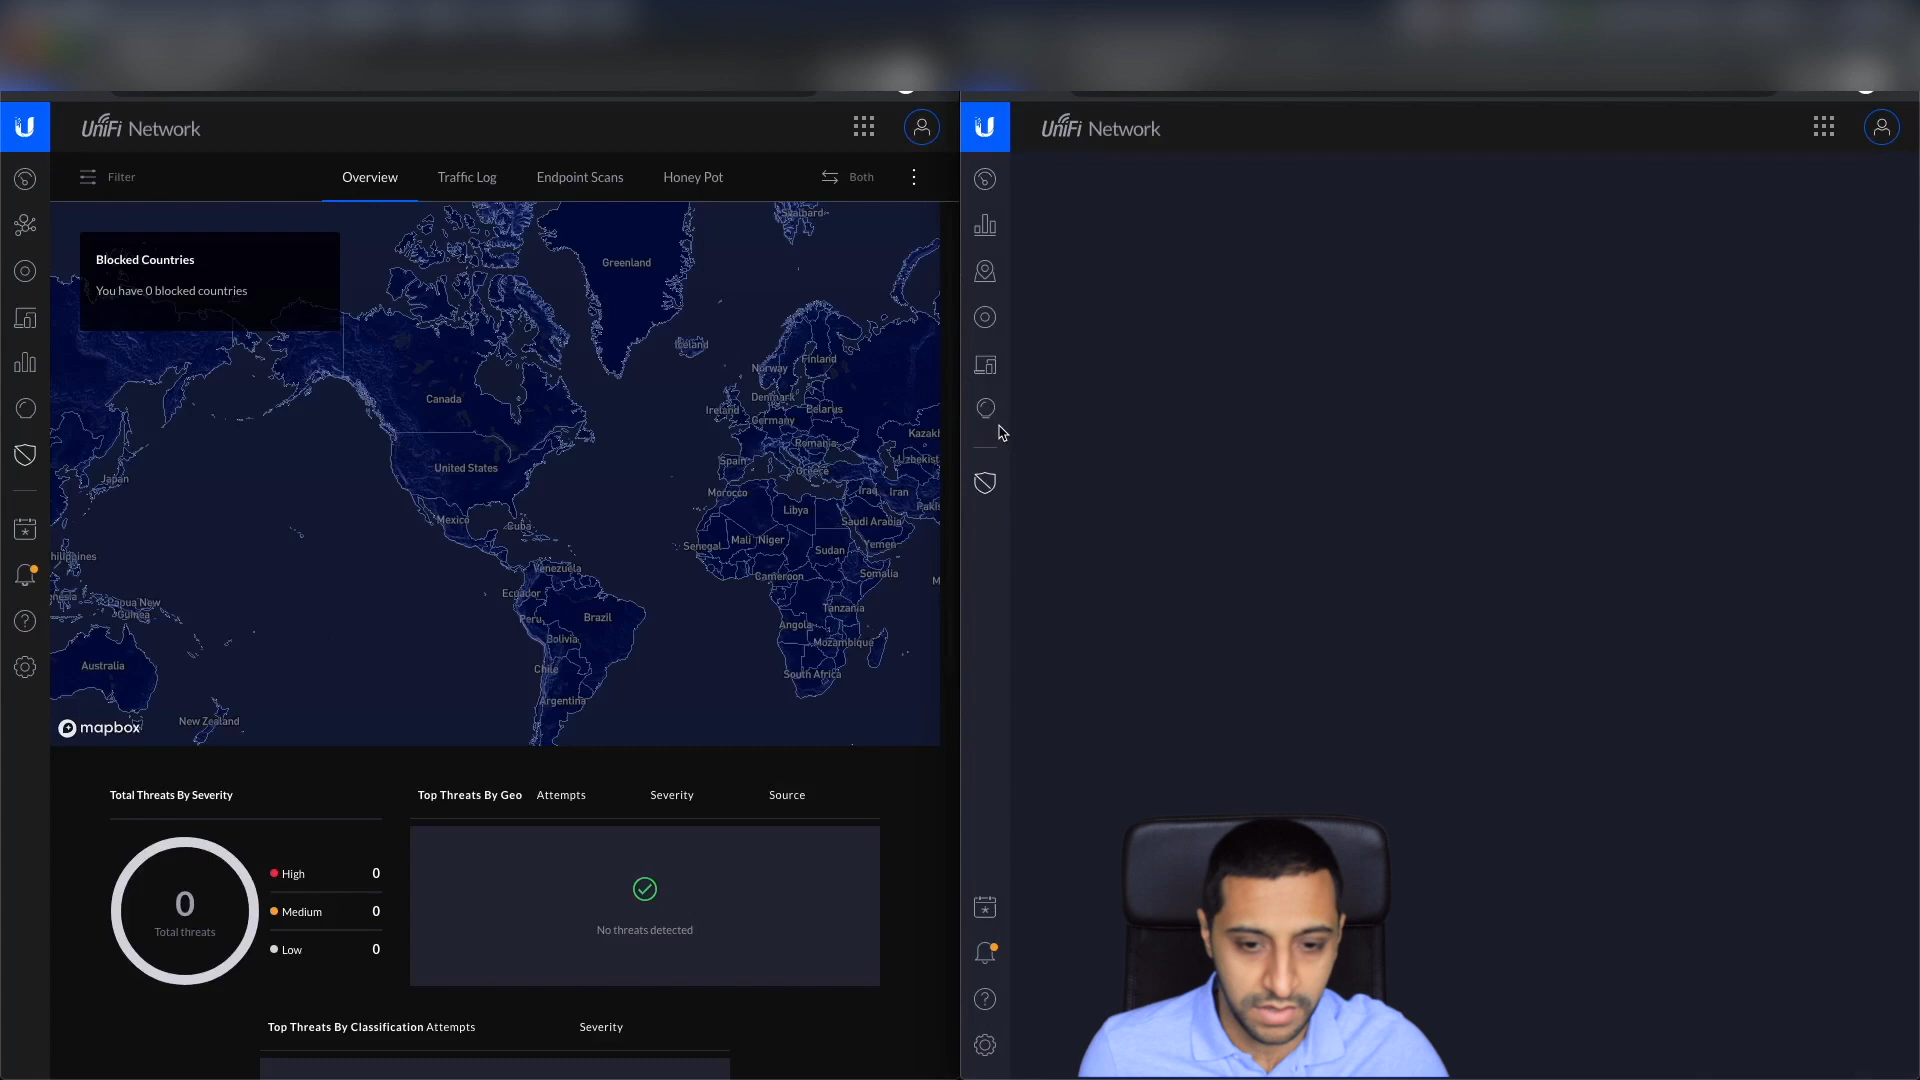 UniFi Network
Filter
Overview
Traffic Log
Endpoint Scans
Honey Pot
Both
Blocked Countries
You have 0 blocked countries
Greenland
Svalbard
Iceland
Finland
Norway
Canada
Denmark
Ireland
Belarus
Germany
Romania
Spain
Uzbekist
Greece
Kazakh
United States
Japan
Morocco
Iraq
Iran
Libya
Pakis
Mexico
Cuba
Saudi Arabia
Mali
Niger
Senegal
Sudan
Yemen
hilippines
Venezuela
Cameroon
Somalia
M
Ecuador
nesia
Papua New
Guinea
Peru
Brazil
Tanzania
Angola
Bolivia
Mozambique
Australia
Chile
South Africa
Argentina
New Zealand
mapbox
Total Threats By Severity
0
Total threats
High 0
Medium 0
Low 0
Top Threats By Geo Attempts Severity Source
No threats detected
Top Threats By Classification Attempts Severity
UniFi Network